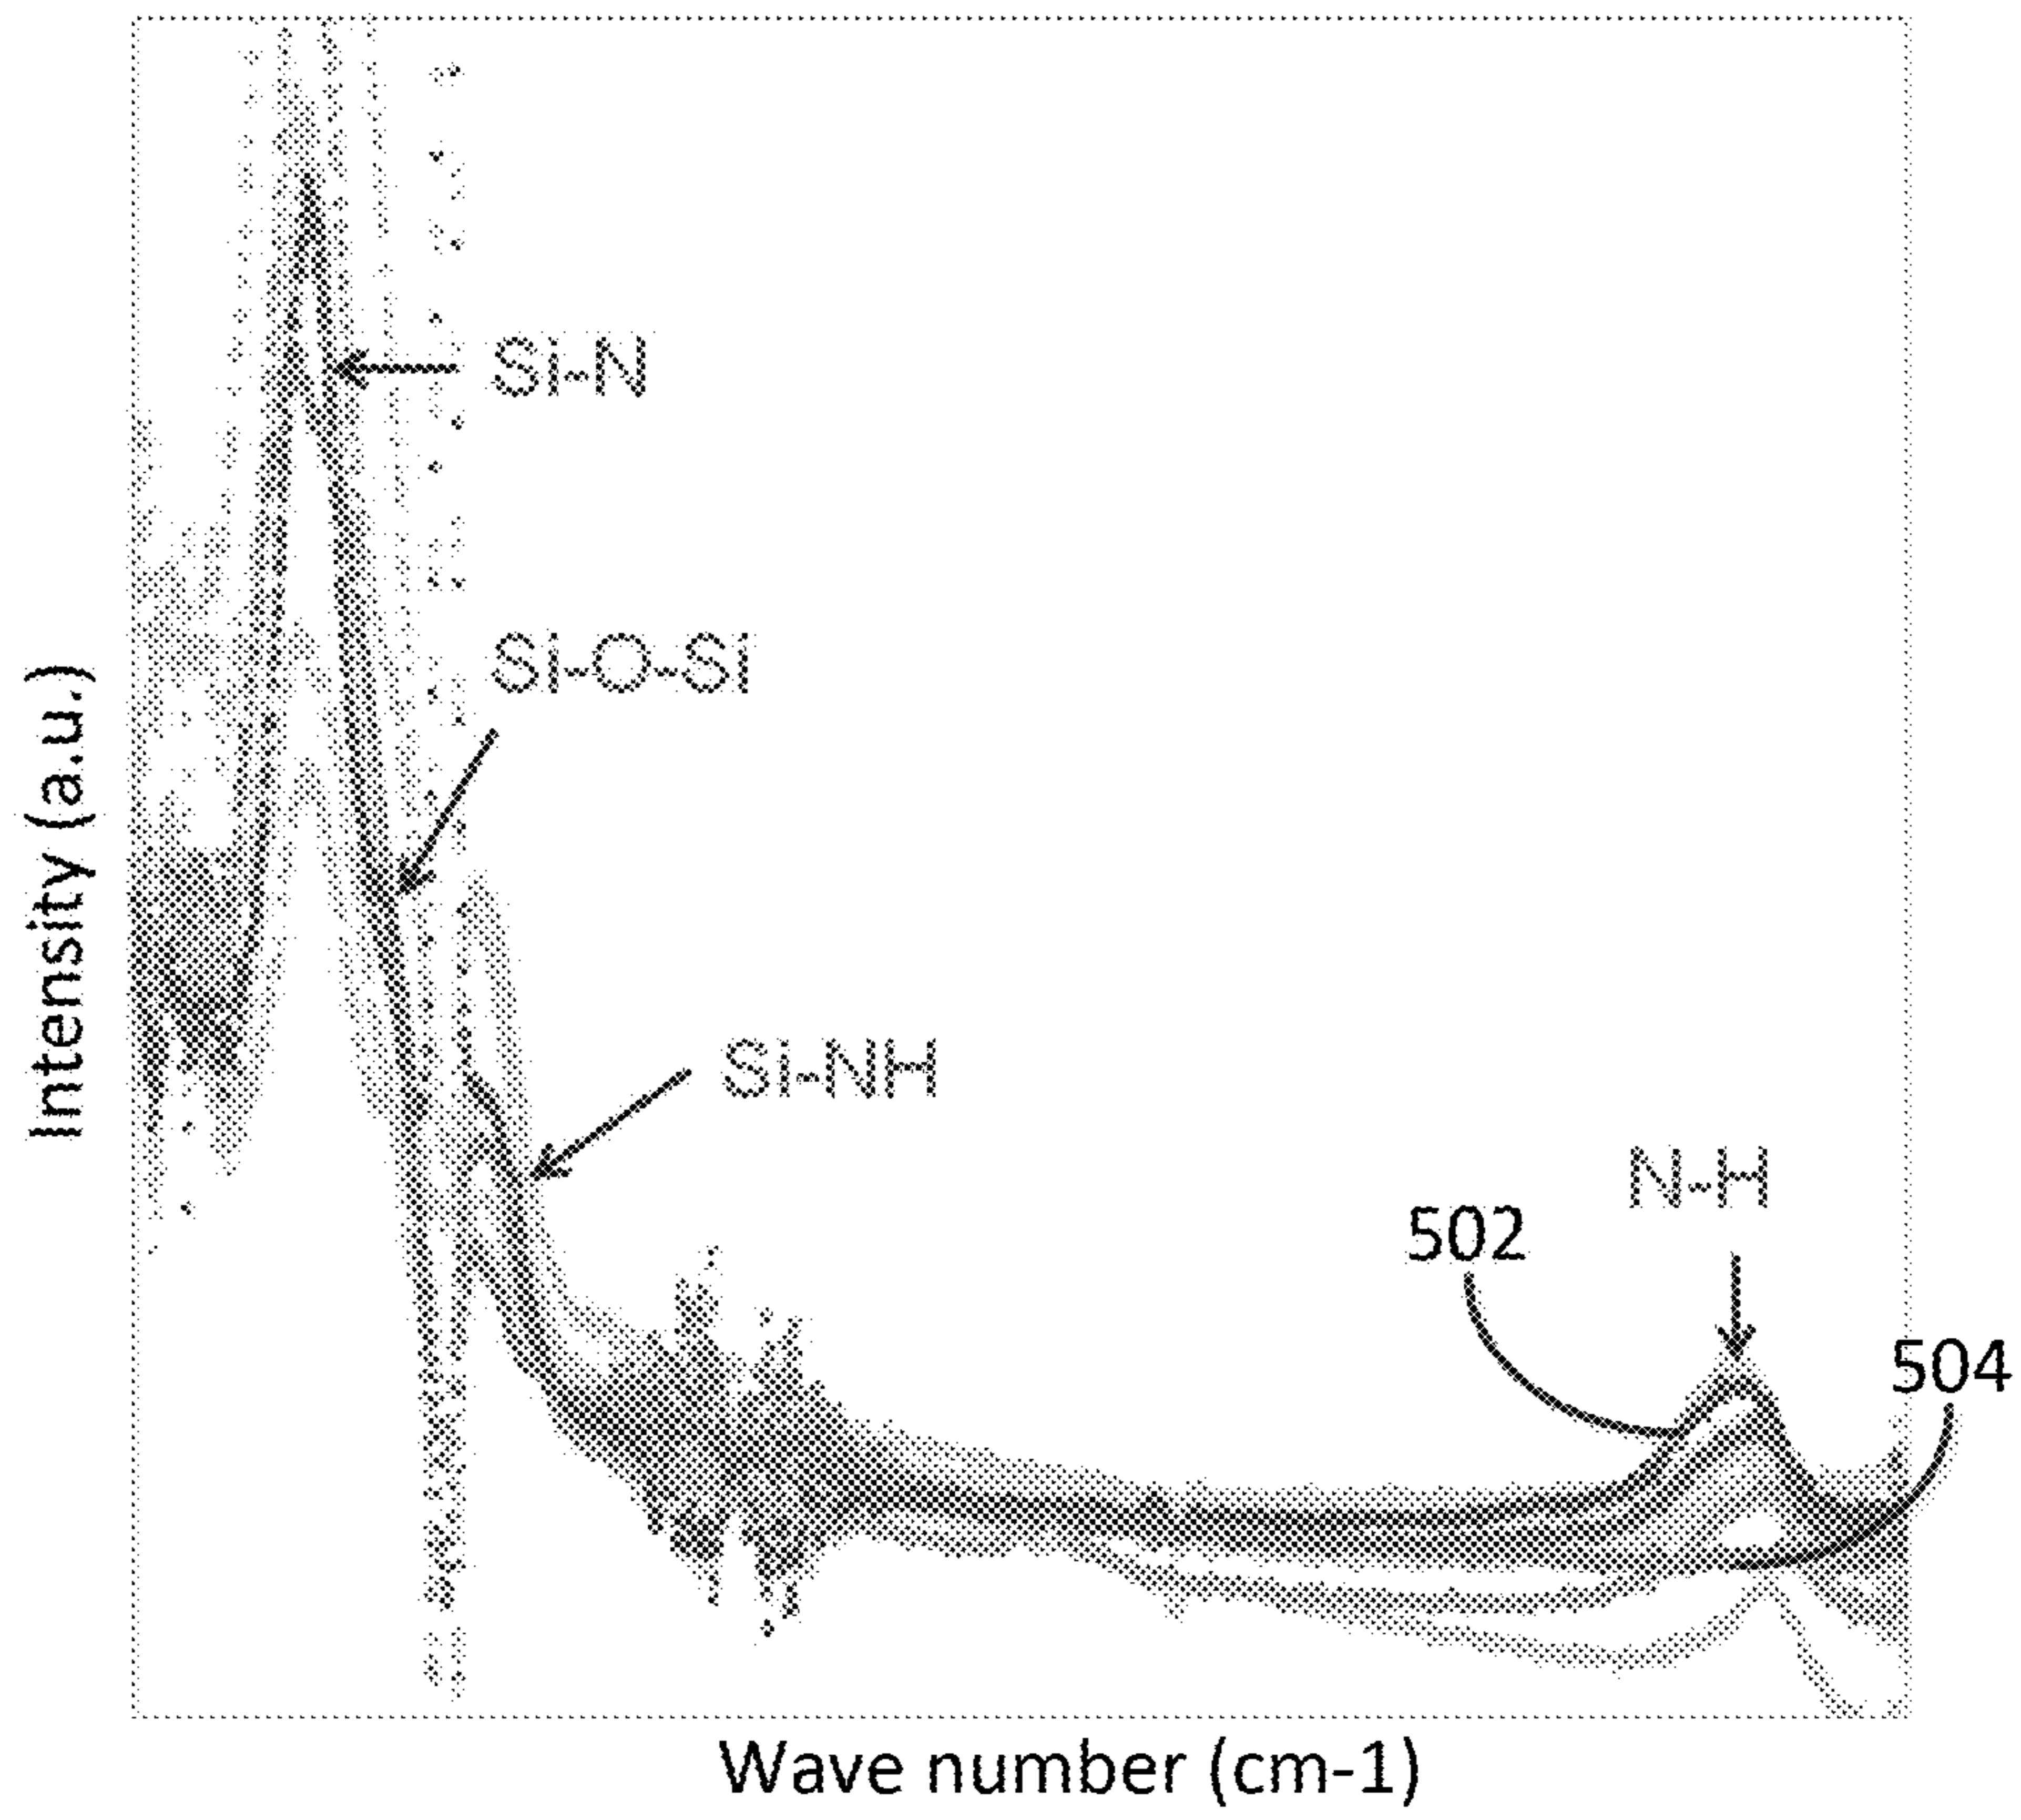 Si-N
Si-O-Si
Si-NH
N-H
502
504
Intensity (a.u.)
Wave number (cm-1)